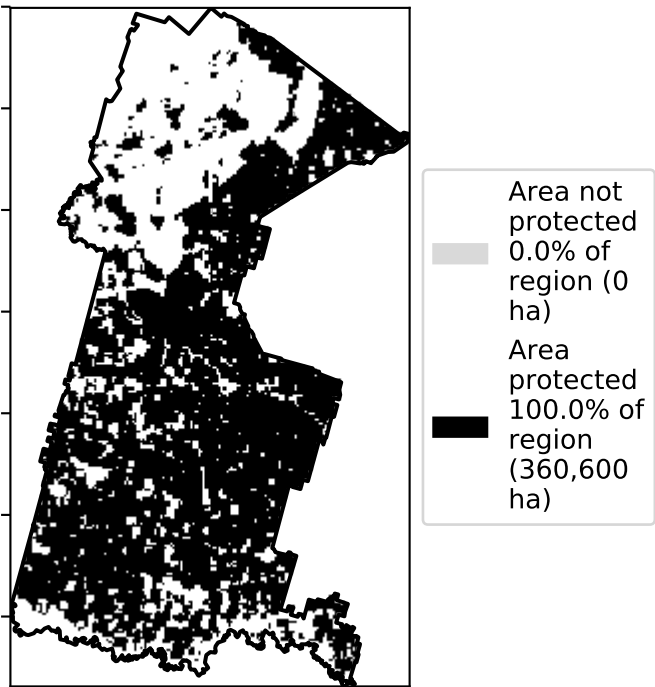 Area not
protected
0.0% of
region (0
ha)
Area
protected
100.0% of
region
(360,600
ha)